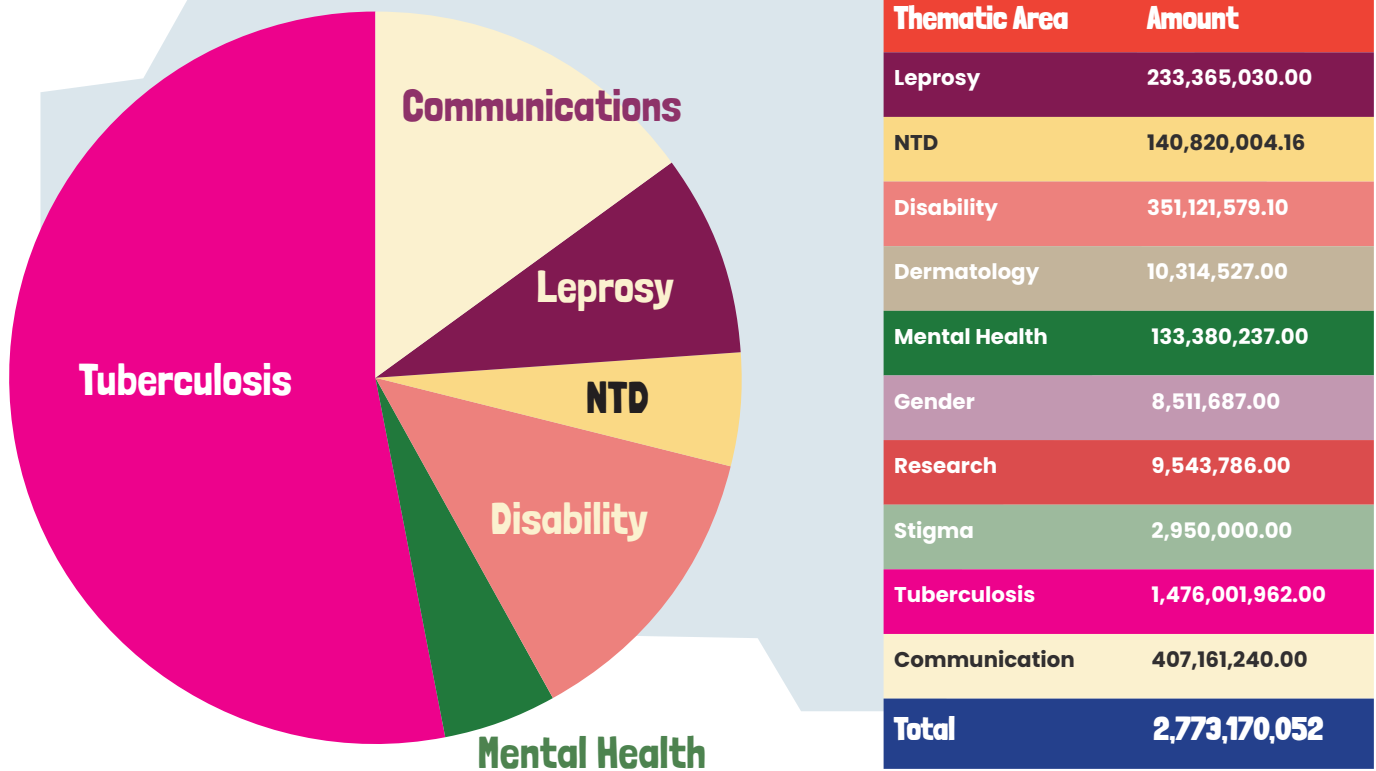 Communications
Leprosy
Tuberculosis
NTD
Disability
Mental Health
Thematic Area Amount
Leprosy 233,365,030.00
NTD 140,820,004.16
Disability 351,121,579.10
Dermatology 10,314,527.00
Mental Health 133,380,237.00
Gender 8,511,687.00
Research 9,543,786.00
Stigma 2,950,000.00
Tuberculosis 1,476,001,962.00
Communication 407,161,240.00
Total 2,773,170,052